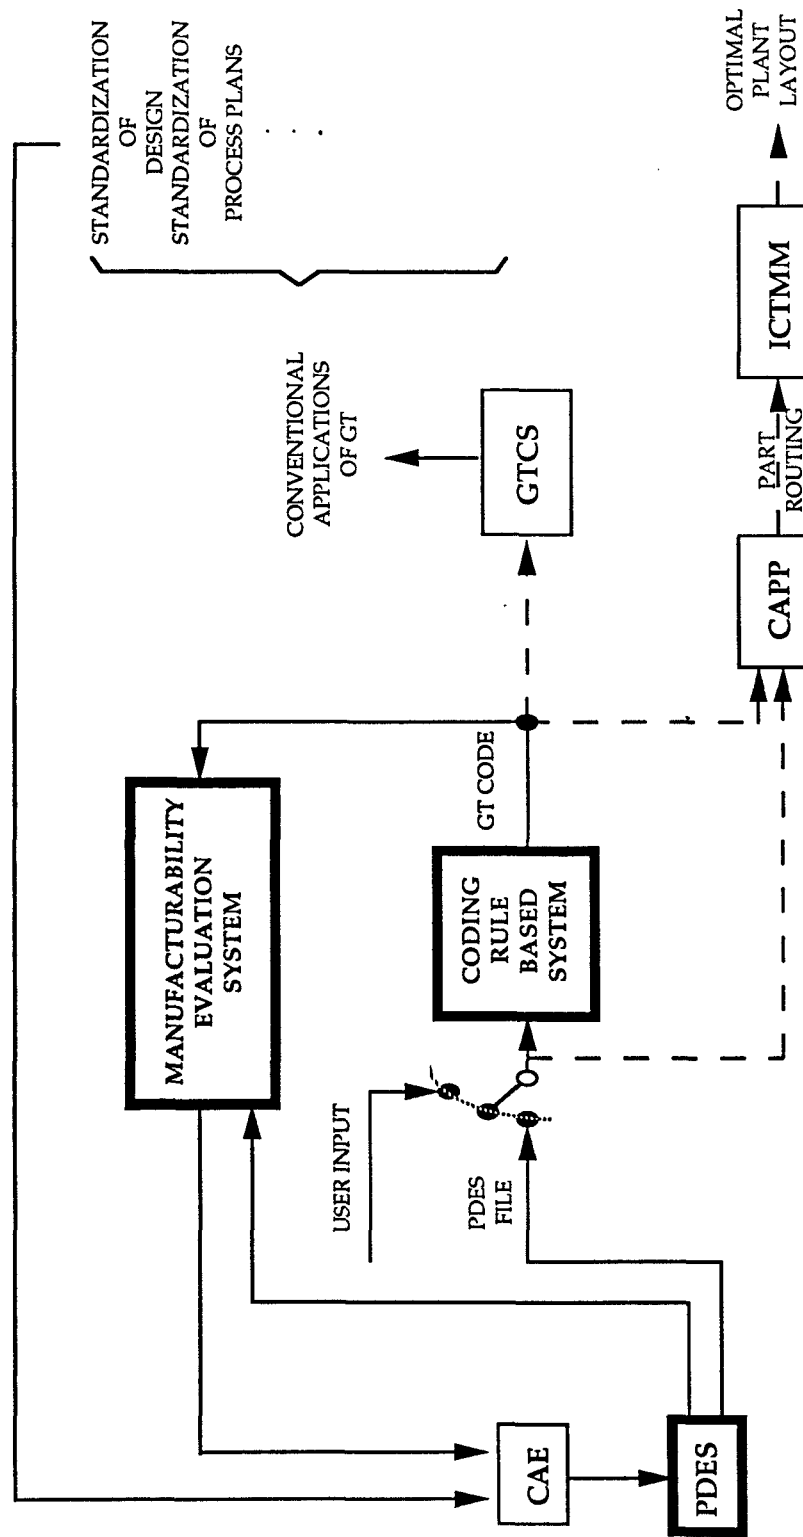 STANDARDIZATION
OF
DESIGN
STANDARDIZATION
OF
PROCESS PLANS
. . .
CONVENTIONAL
APPLICATIONS
OF GT
MANUFACTURABILITY
EVALUATION
SYSTEM
USER INPUT
PDES
FILE
CODING
RULE
BASED
SYSTEM
GT CODE
GTCS
CAE
PDES
CAPP
PART
ROUTING
ICTMM
OPTIMAL
PLANT
LAYOUT